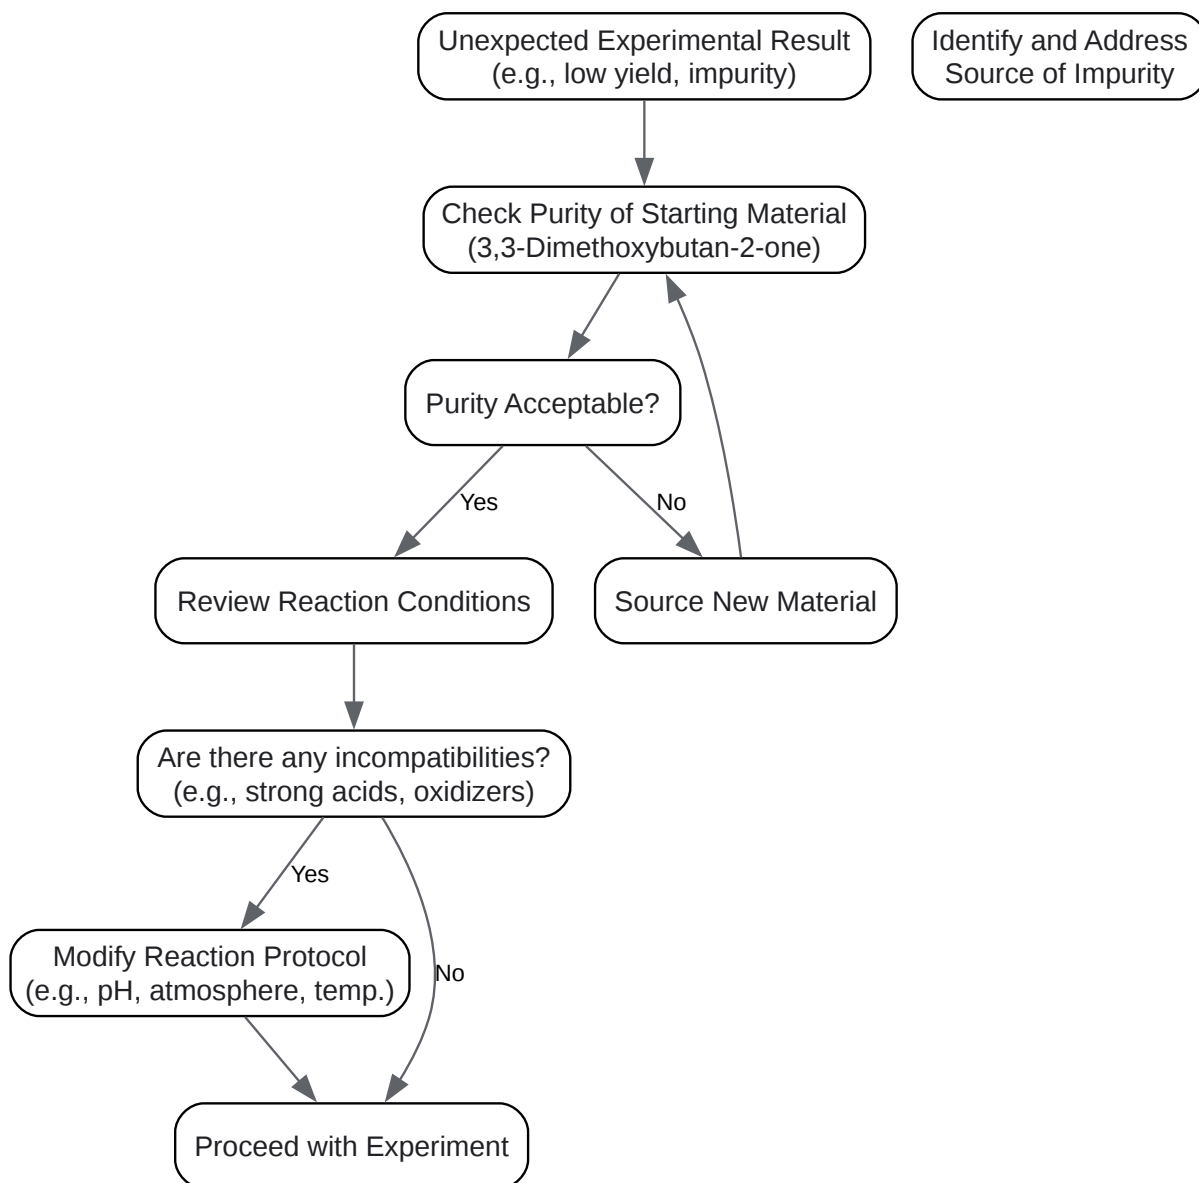 Unexpected Experimental Result
(e.g., low yield, impurity)
Identify and Address
Source of Impurity
Check Purity of Starting Material
(3,3-Dimethoxybutan-2-one)
Purity Acceptable?
Yes
No
Review Reaction Conditions
Source New Material
Are there any incompatibilities?
(e.g., strong acids, oxidizers)
Yes
Modify Reaction Protocol
(e.g., pH, atmosphere, temp.)
No
Proceed with Experiment